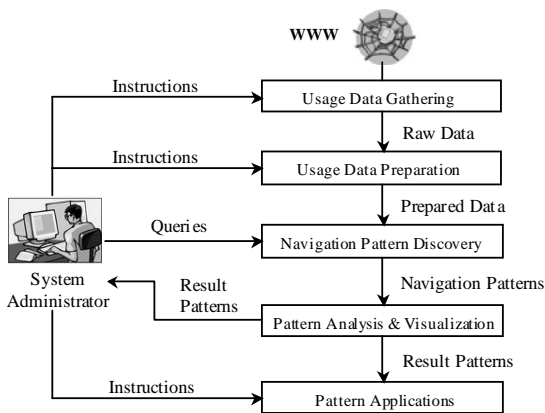 WWW
Instructions
Usage Data Gathering
Raw Data
Instructions
Usage Data Preparation
Prepared Data
Queries
Navigation Pattern Discovery
System
Administrator
Result
Patterns
Navigation Patterns
Pattern Analysis & Visualization
Result Patterns
Instructions
Pattern Applications